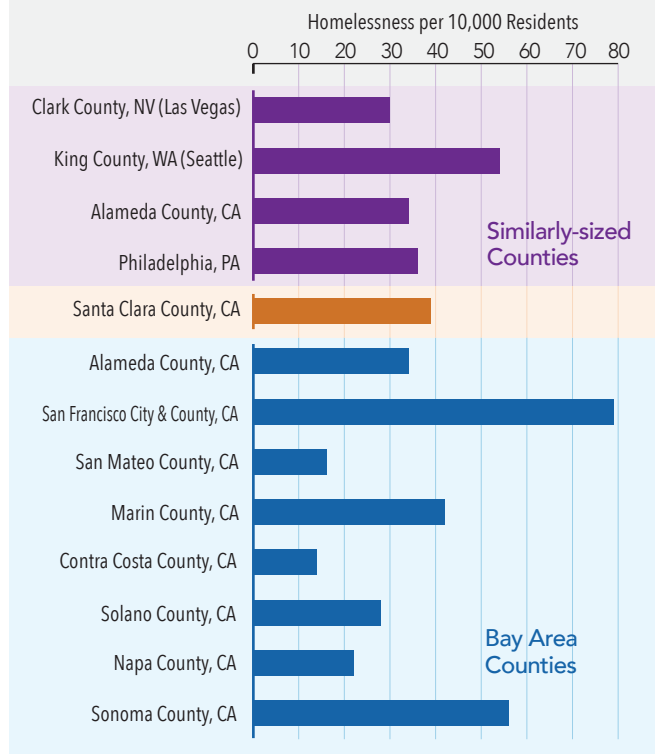 Homelessness per 10,000 Residents
0 10 20 30 40 50 60 70 80
Clark County, NV (Las Vegas)
King County, WA (Seattle)
Alameda County, CA
Philadelphia, PA
Similarly-sized
Counties
Santa Clara County, CA
Alameda County, CA
San Francisco City & County, CA
San Mateo County, CA
Marin County, CA
Contra Costa County, CA
Solano County, CA
Napa County, CA
Sonoma County, CA
Bay Area
Counties